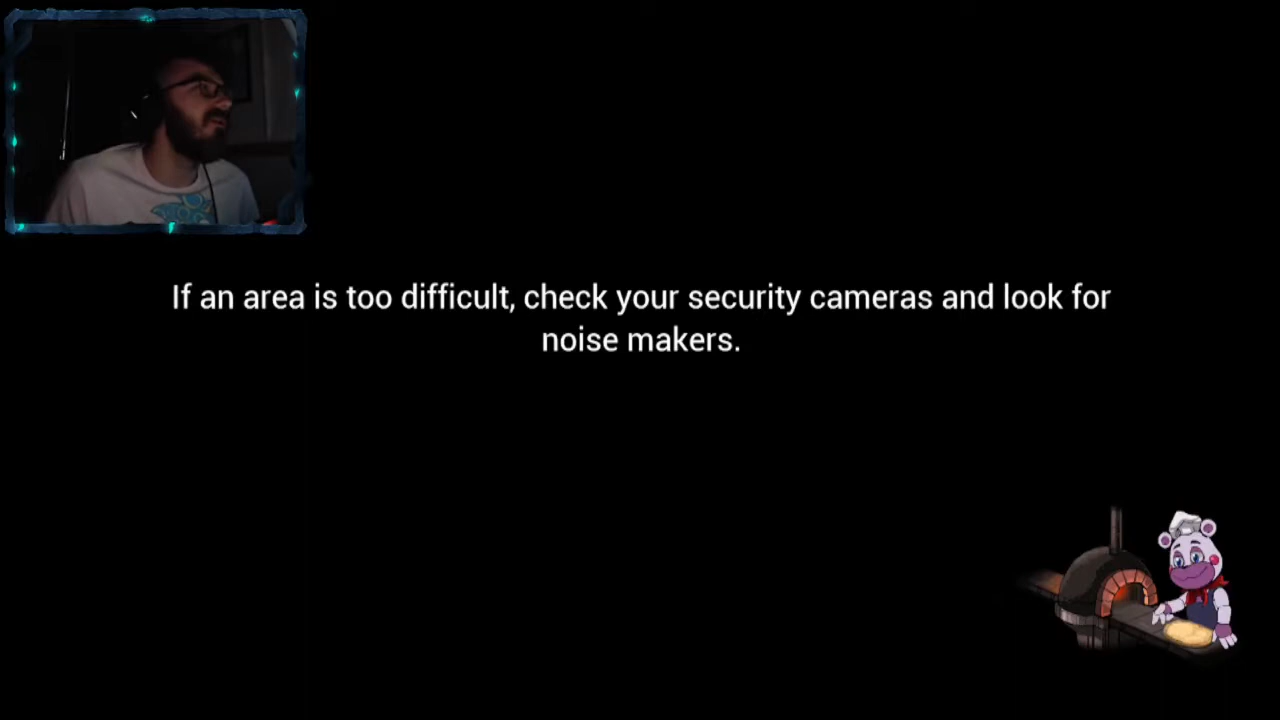 If an area is too difficult, check your security cameras and look for
noise makers.